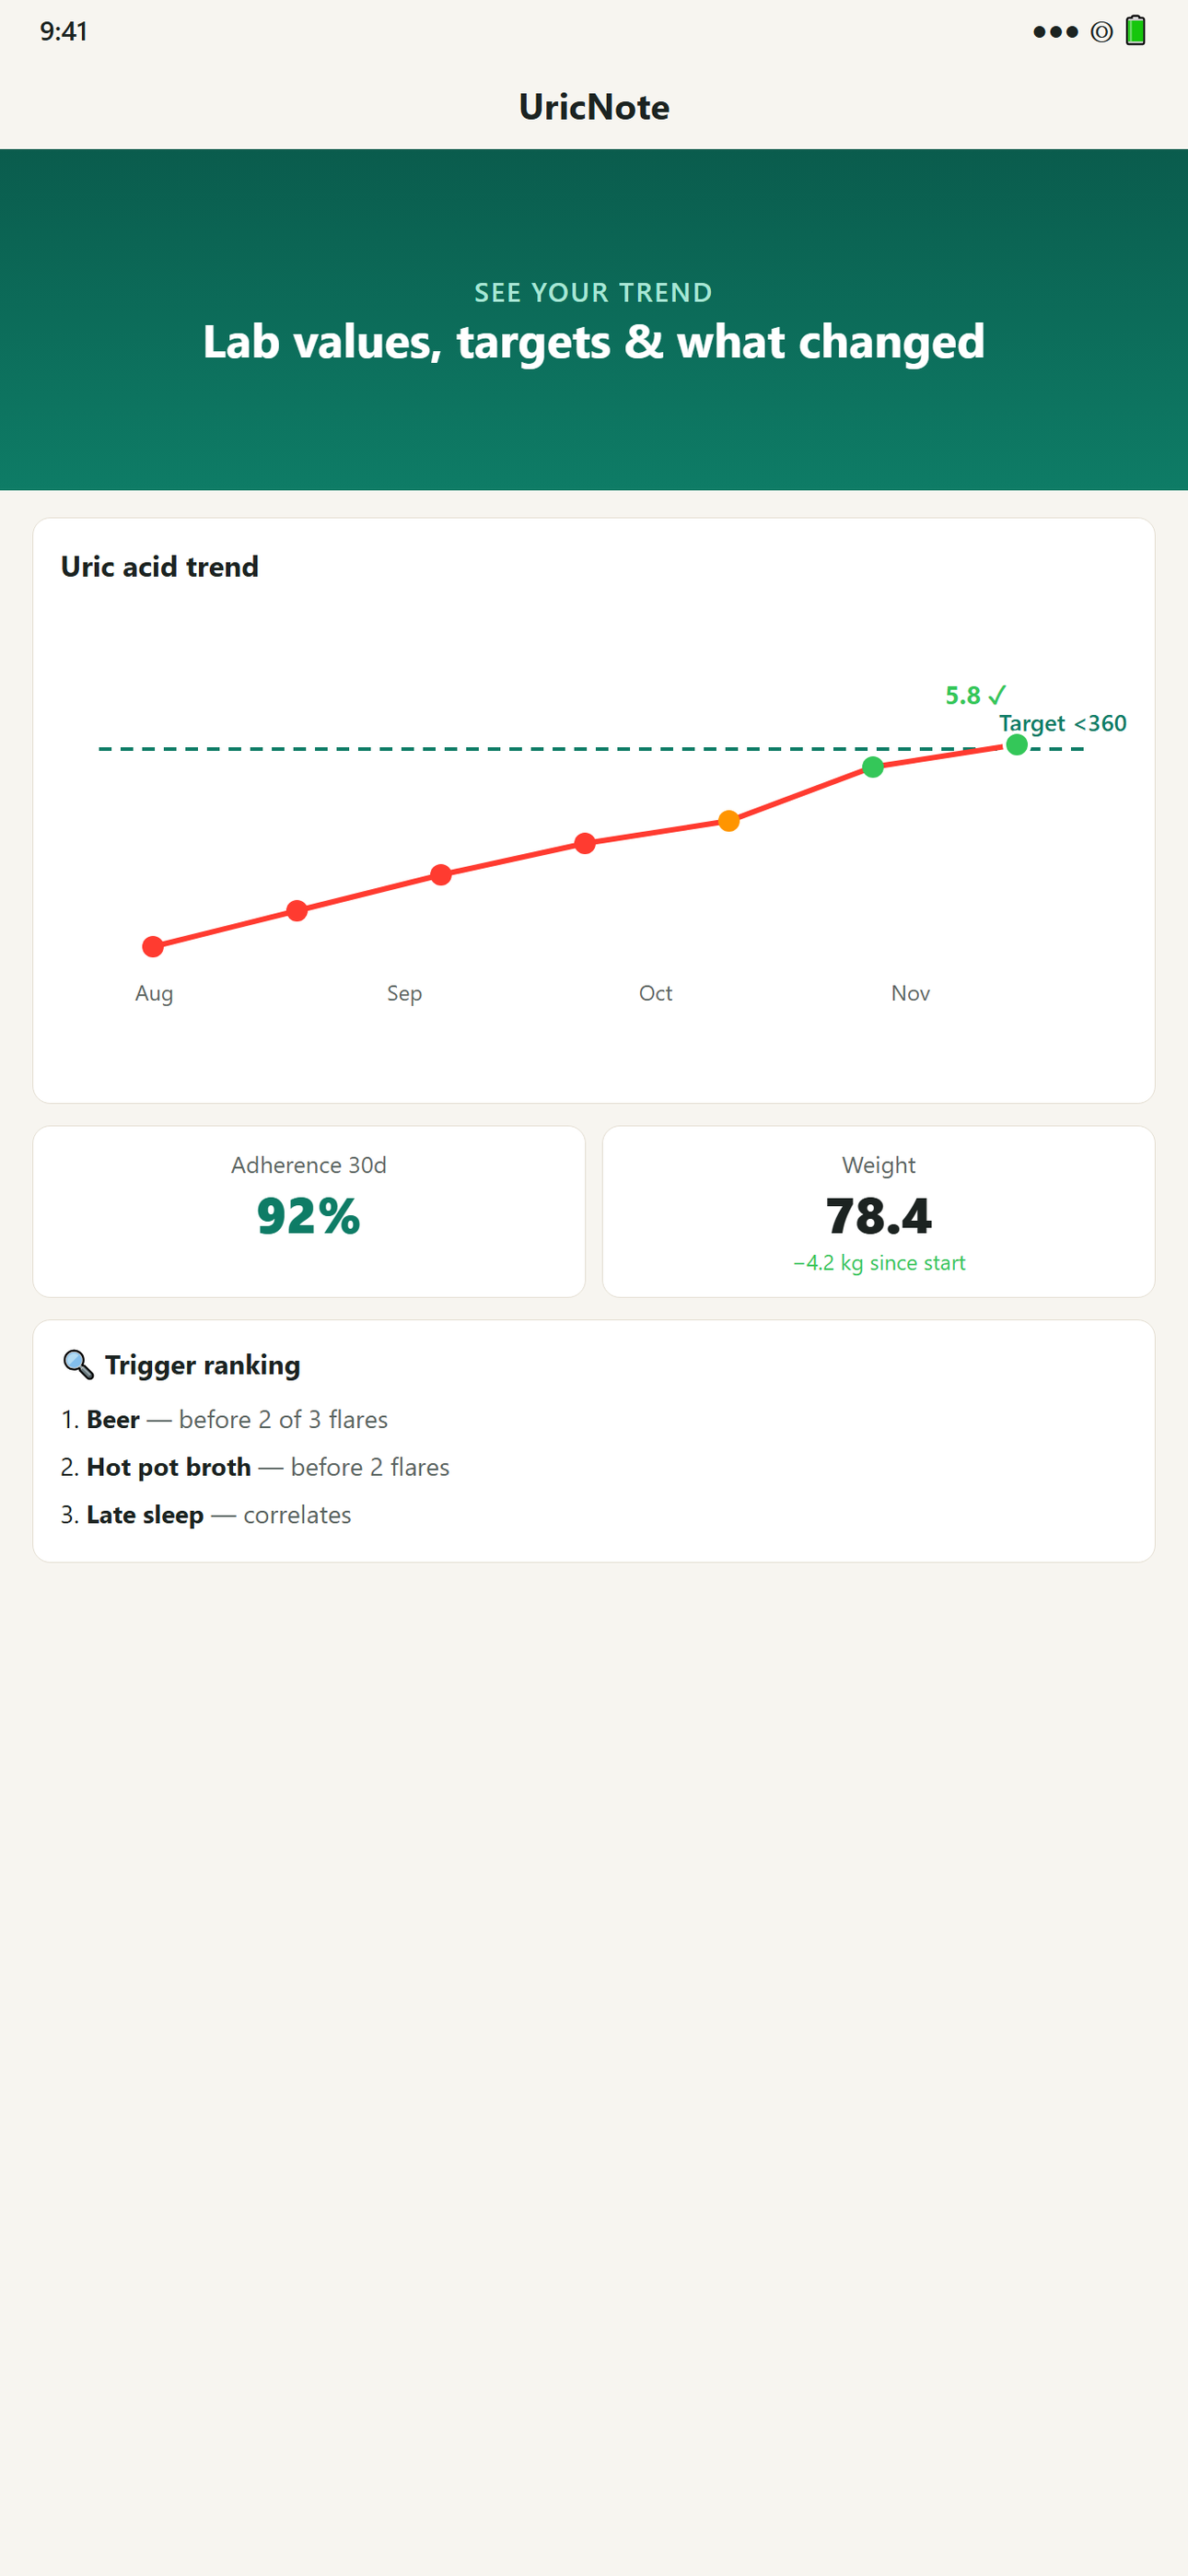 9:41
UricNote
SEE YOUR TREND
Lab values, targets & what changed
Uric acid trend
5.8 ✓
Target <360
Aug Sep Oct Nov
Adherence 30d
92%
Weight
78.4
−4.2 kg since start
🔍 Trigger ranking
1. Beer — before 2 of 3 flares
2. Hot pot broth — before 2 flares
3. Late sleep — correlates